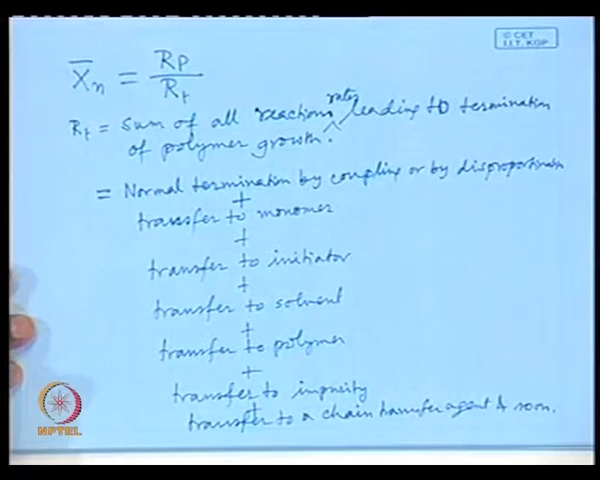 © CET
I.I.T. KGP
X̄n = Rp / Rt
Rt = Sum of all reactions rates leading to termination
of polymer growth.
= Normal termination by coupling or by disproportination
+
transfer to monomer
+
transfer to initiator
+
transfer to solvent
+
transfer to polymer
+
transfer to impurity
+
transfer to a chain transfer agent & soon.
NPTEL